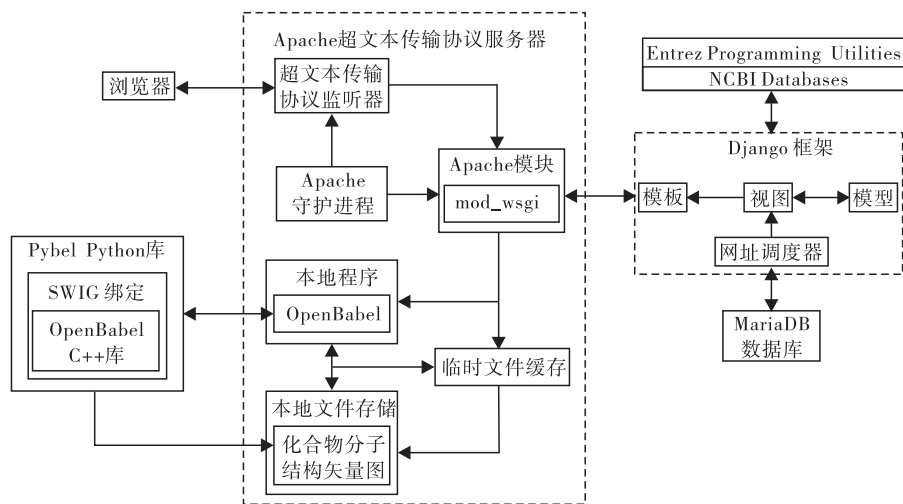 Apache超文本传输协议服务器
浏览器
超文本传输
协议监听器
Apache
守护进程
Apache模块
mod_wsgi
Entrez Programming Utilities
NCBI Databases
Django 框架
模板
视图
模型
网址调度器
MariaDB
数据库
Pybel Python库
SWIG 绑定
OpenBabel
C++库
本地程序
OpenBabel
临时文件缓存
本地文件存储
化合物分子
结构矢量图